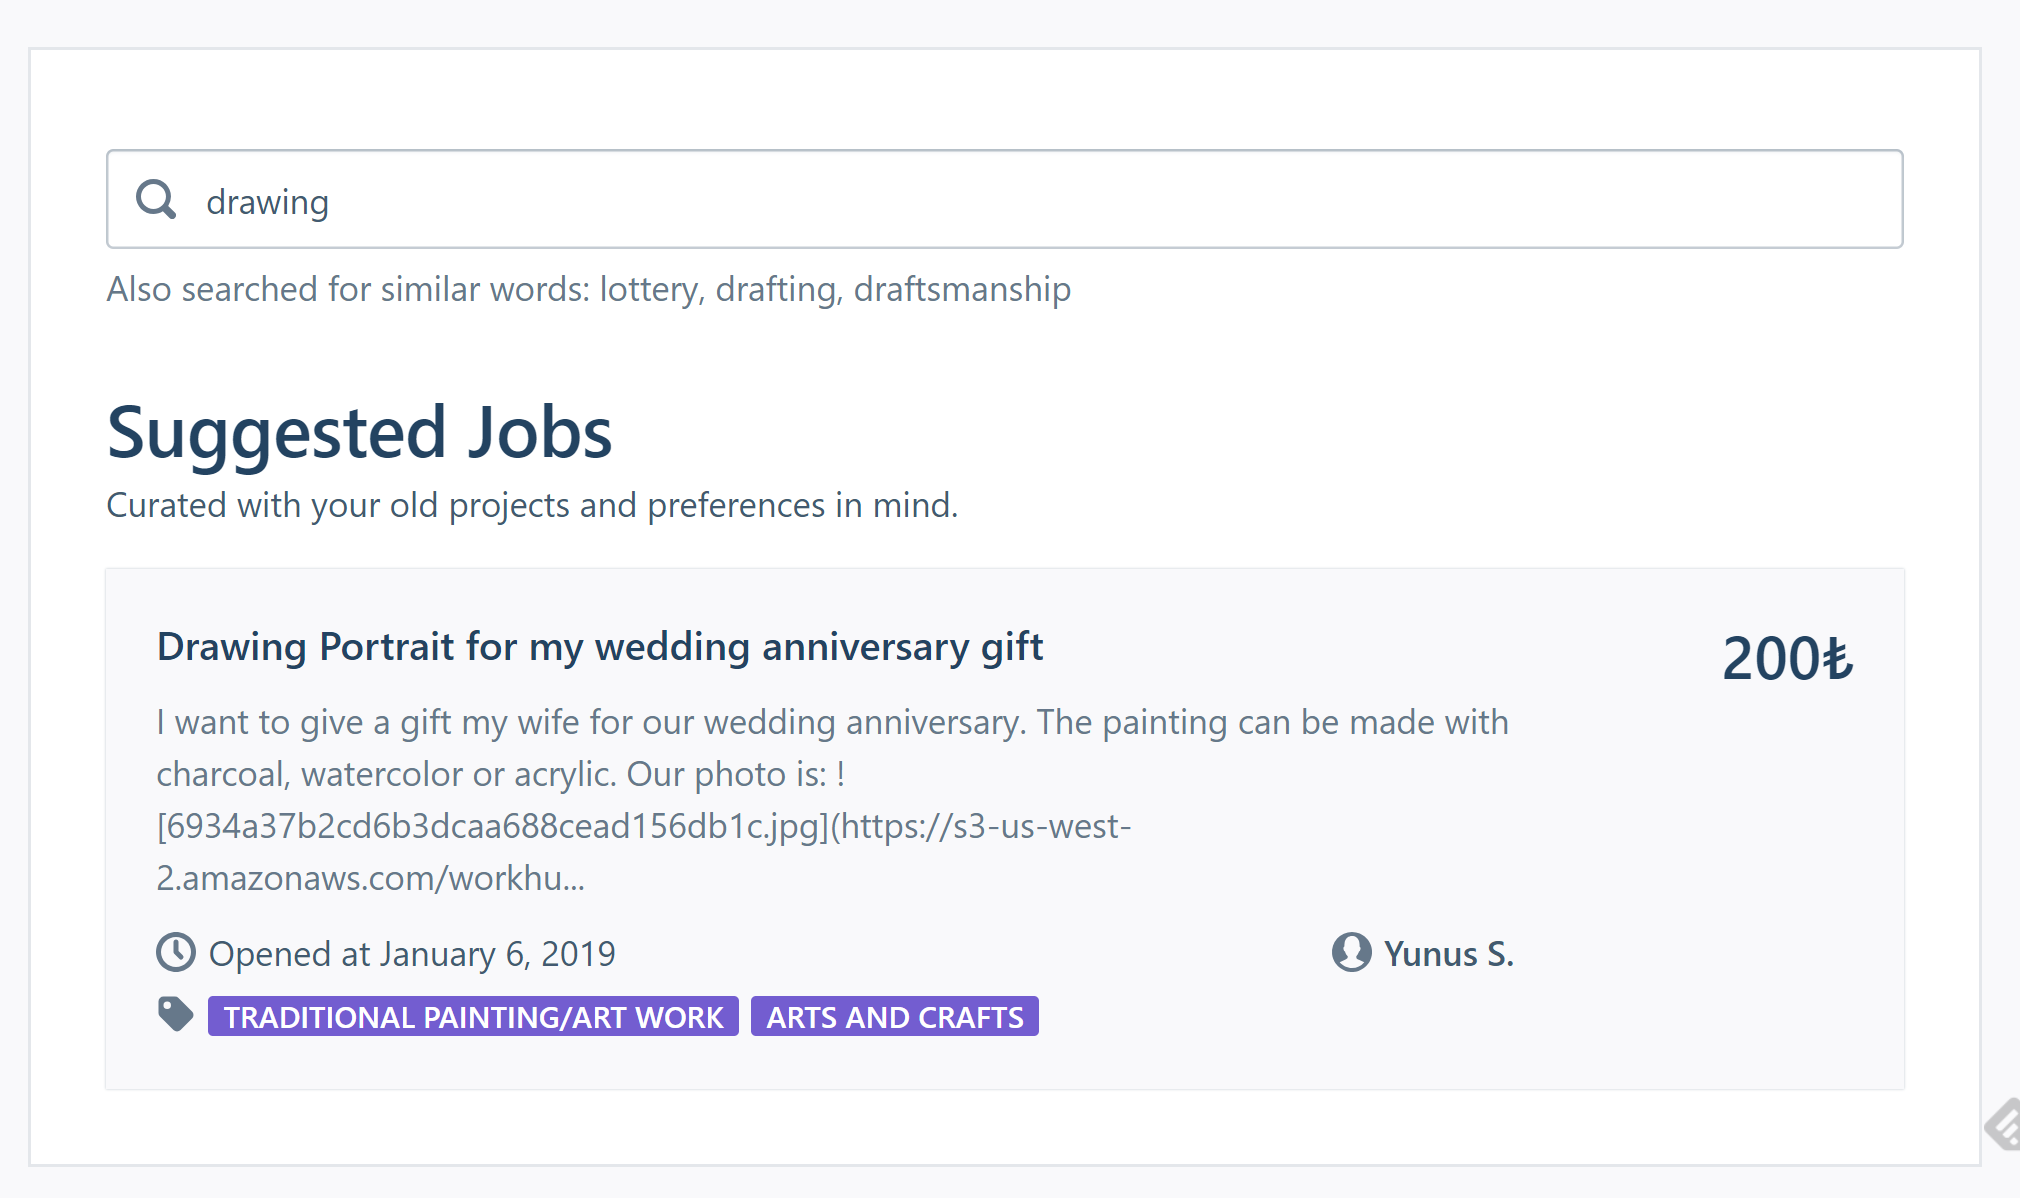 drawing
Also searched for similar words: lottery, drafting, draftsmanship
Suggested Jobs
Curated with your old projects and preferences in mind.
Drawing Portrait for my wedding anniversary gift
200₺
I want to give a gift my wife for our wedding anniversary. The painting can be made with
charcoal, watercolor or acrylic. Our photo is: !
[6934a37b2cd6b3dcaa688cead156db1c.jpg](https://s3-us-west-
2.amazonaws.com/workhu...
Opened at January 6, 2019
Yunus S.
TRADITIONAL PAINTING/ART WORK ARTS AND CRAFTS